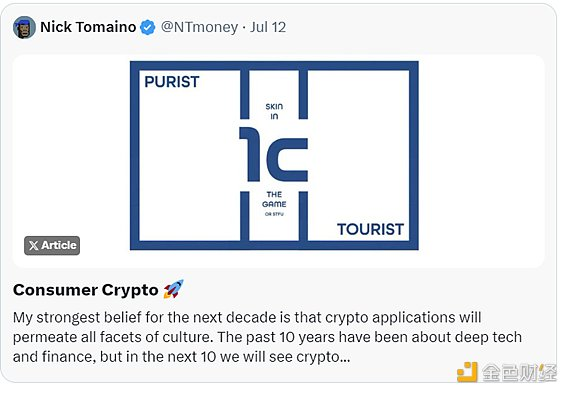 Nick Tomaino @NTmoney · Jul 12
PURIST
SKIN
IN
1c
THE
GAME
OR STFU
TOURIST
X Article
Consumer Crypto 🚀
My strongest belief for the next decade is that crypto applications will
permeate all facets of culture. The past 10 years have been about deep tech
and finance, but in the next 10 we will see crypto...
金色财经